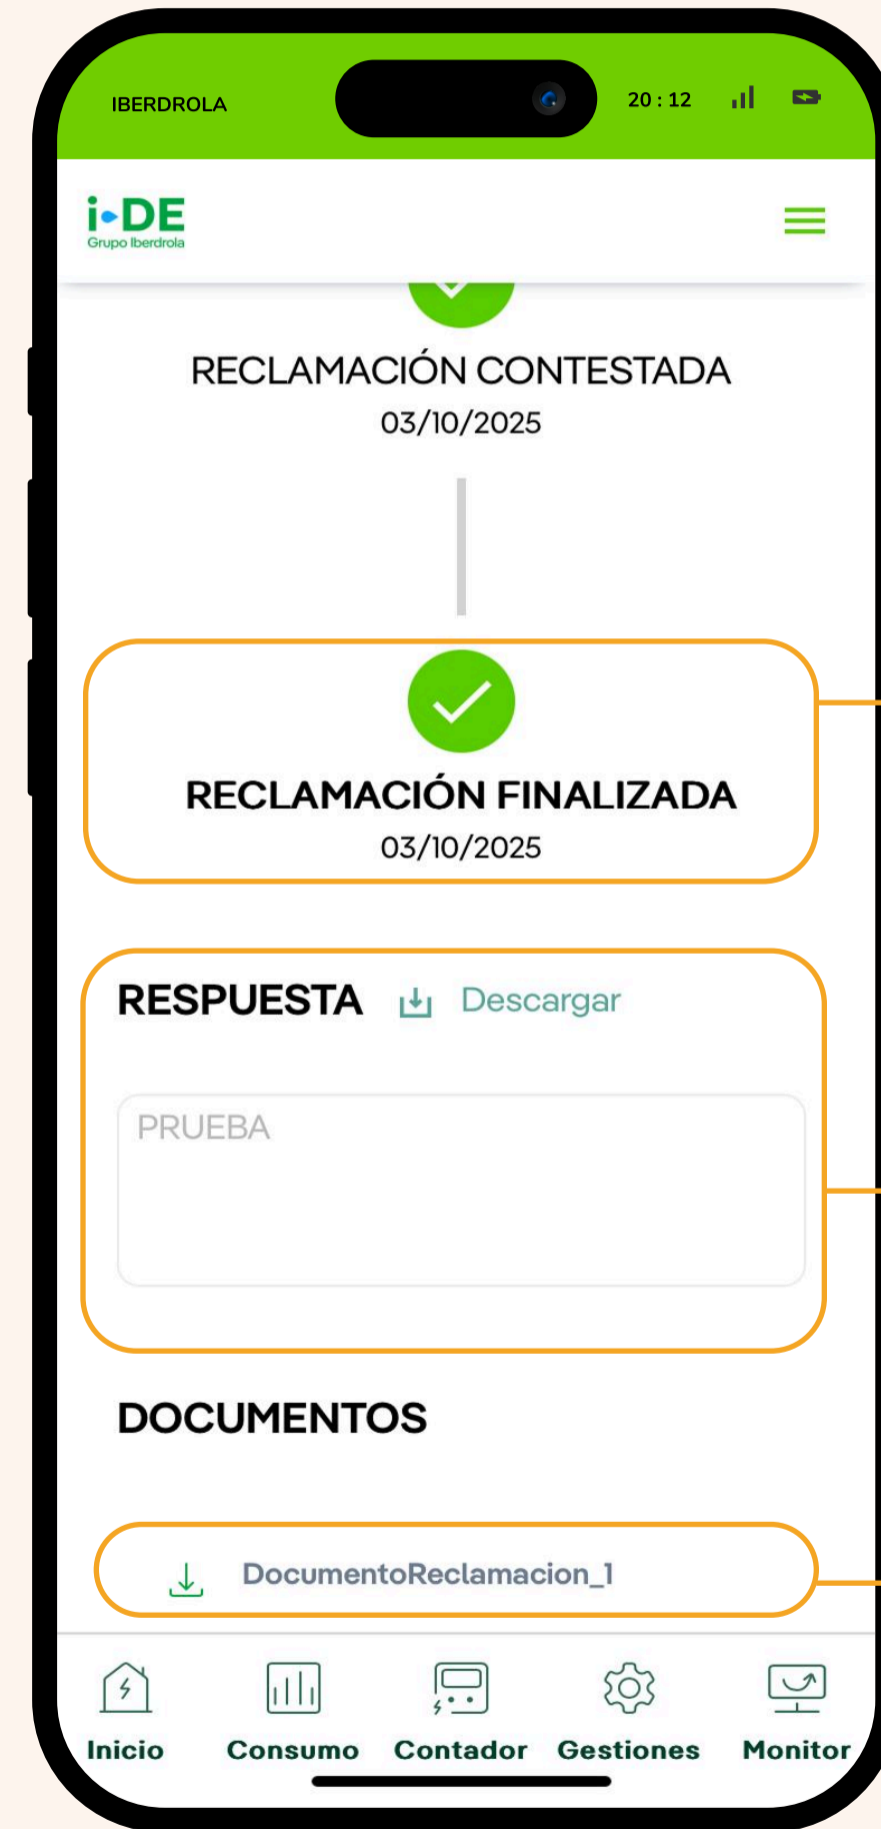 IBERDROLA 20 : 12
i-DE
Grupo Iberdrola
RECLAMACIÓN CONTESTADA
03/10/2025
RECLAMACIÓN FINALIZADA
03/10/2025
RESPUESTA Descargar
PRUEBA
DOCUMENTOS
DocumentoReclamacion_1
Inicio Consumo Contador Gestiones Monitor